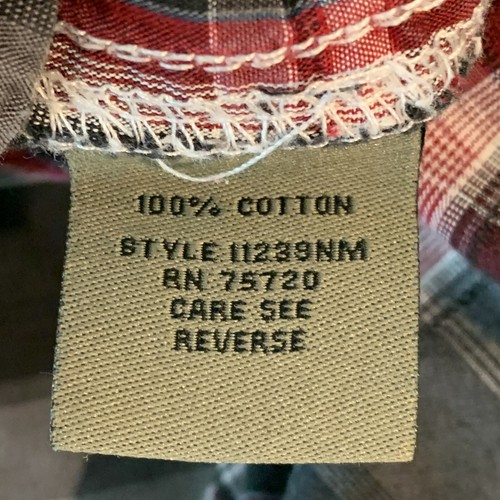 100% COTTON
STYLE 11239NM
RN 75720
CARE SEE
REVERSE